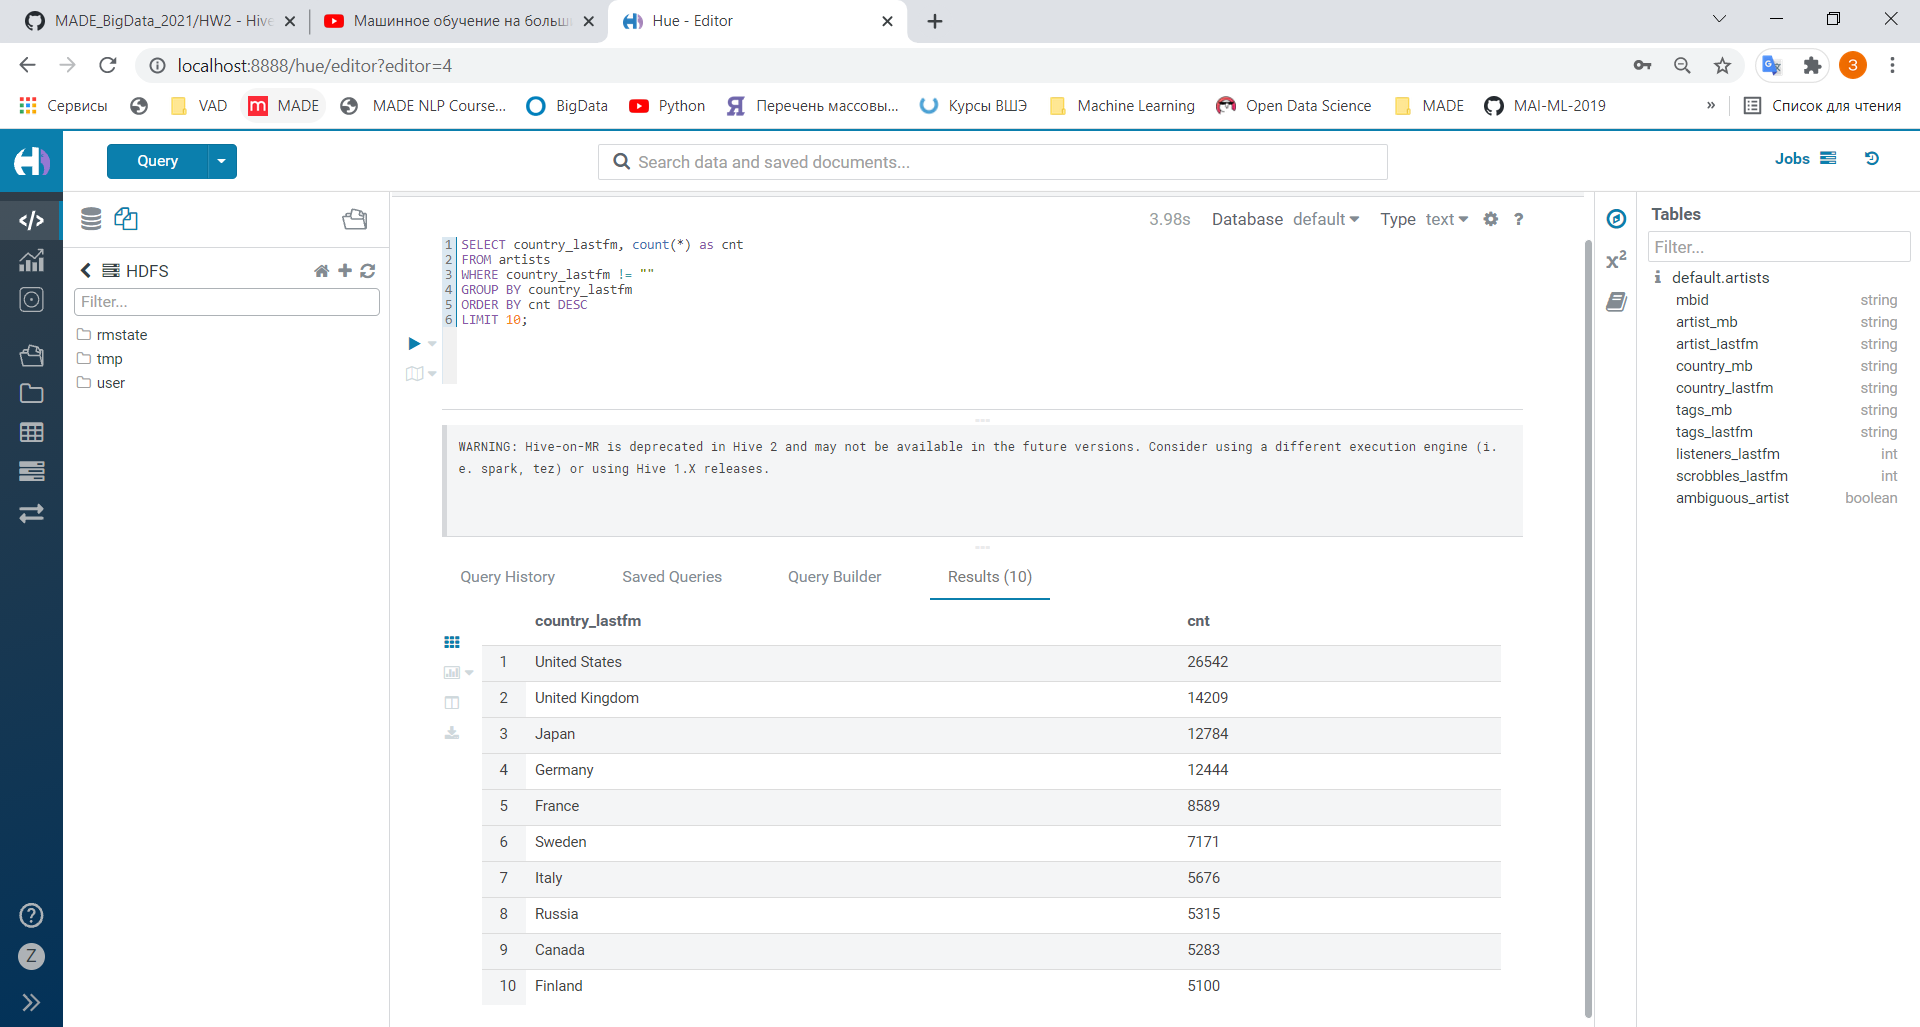 MADE_BigData_2021/HW2 - Hive
Машинное обучение на больш
Hue - Editor
localhost:8888/hue/editor?editor=4
З
Сервисы
VAD
MADE
MADE NLP Course...
BigData
Python
Перечень массовы...
Курсы ВШЭ
Machine Learning
Open Data Science
MADE
MAI-ML-2019
»
Список для чтения
Query
Search data and saved documents...
Jobs
HDFS
Filter...
rmstate
tmp
user
3.98s Database default Type text ?
1 SELECT country_lastfm, count(*) as cnt
2 FROM artists
3 WHERE country_lastfm != ""
4 GROUP BY country_lastfm
5 ORDER BY cnt DESC
6 LIMIT 10;
WARNING: Hive-on-MR is deprecated in Hive 2 and may not be available in the future versions. Consider using a different execution engine (i.
e. spark, tez) or using Hive 1.X releases.
Query History Saved Queries Query Builder Results (10)
country_lastfm cnt
1 United States 26542
2 United Kingdom 14209
3 Japan 12784
4 Germany 12444
5 France 8589
6 Sweden 7171
7 Italy 5676
8 Russia 5315
9 Canada 5283
10 Finland 5100
x²
Tables
Filter...
default.artists
mbid string
artist_mb string
artist_lastfm string
country_mb string
country_lastfm string
tags_mb string
tags_lastfm string
listeners_lastfm int
scrobbles_lastfm int
ambiguous_artist boolean
?
Z